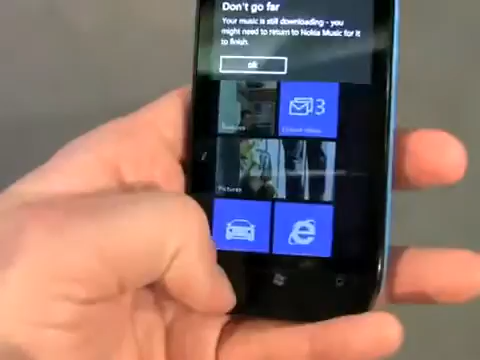 Don't go far
Your music is still downloading - you
might need to return to Nokia Music for it
to finish.
ok
3
Pictures